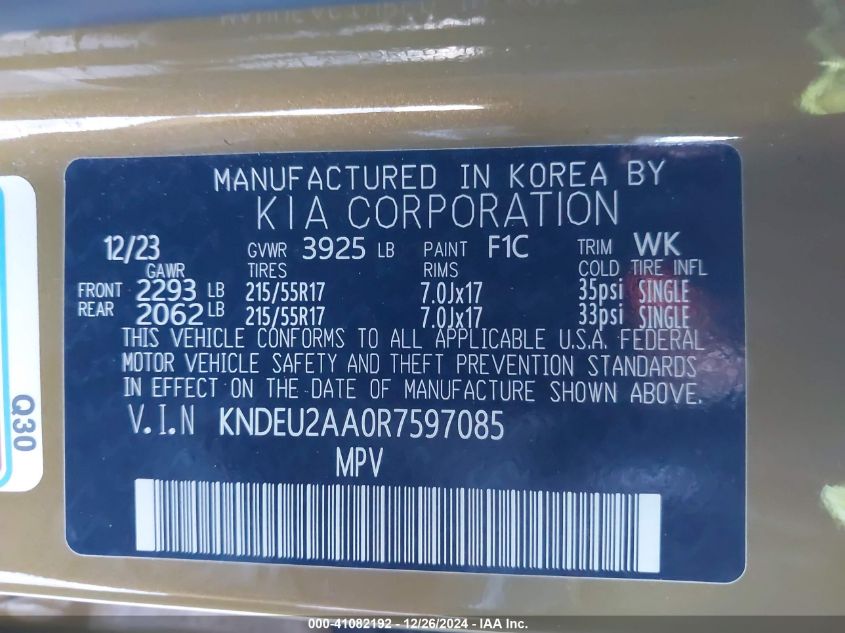 MANUFACTURED IN KOREA BY
KIA CORPORATION
12/23 GVWR 3925 LB PAINT F1C TRIM WK
GAWR TIRES RIMS COLD TIRE INFL
FRONT 2293 LB 215/55R17 7.0Jx17 35psi SINGLE
REAR 2062 LB 215/55R17 7.0Jx17 33psi SINGLE
THIS VEHICLE CONFORMS TO ALL APPLICABLE U.S.A. FEDERAL
MOTOR VEHICLE SAFETY AND THEFT PREVENTION STANDARDS
IN EFFECT ON THE DATE OF MANUFACTURE SHOWN ABOVE.
V.I.N KNDEU2AA0R7597085
MPV
Q30
000-41082192 - 12/26/2024 - IAA Inc.